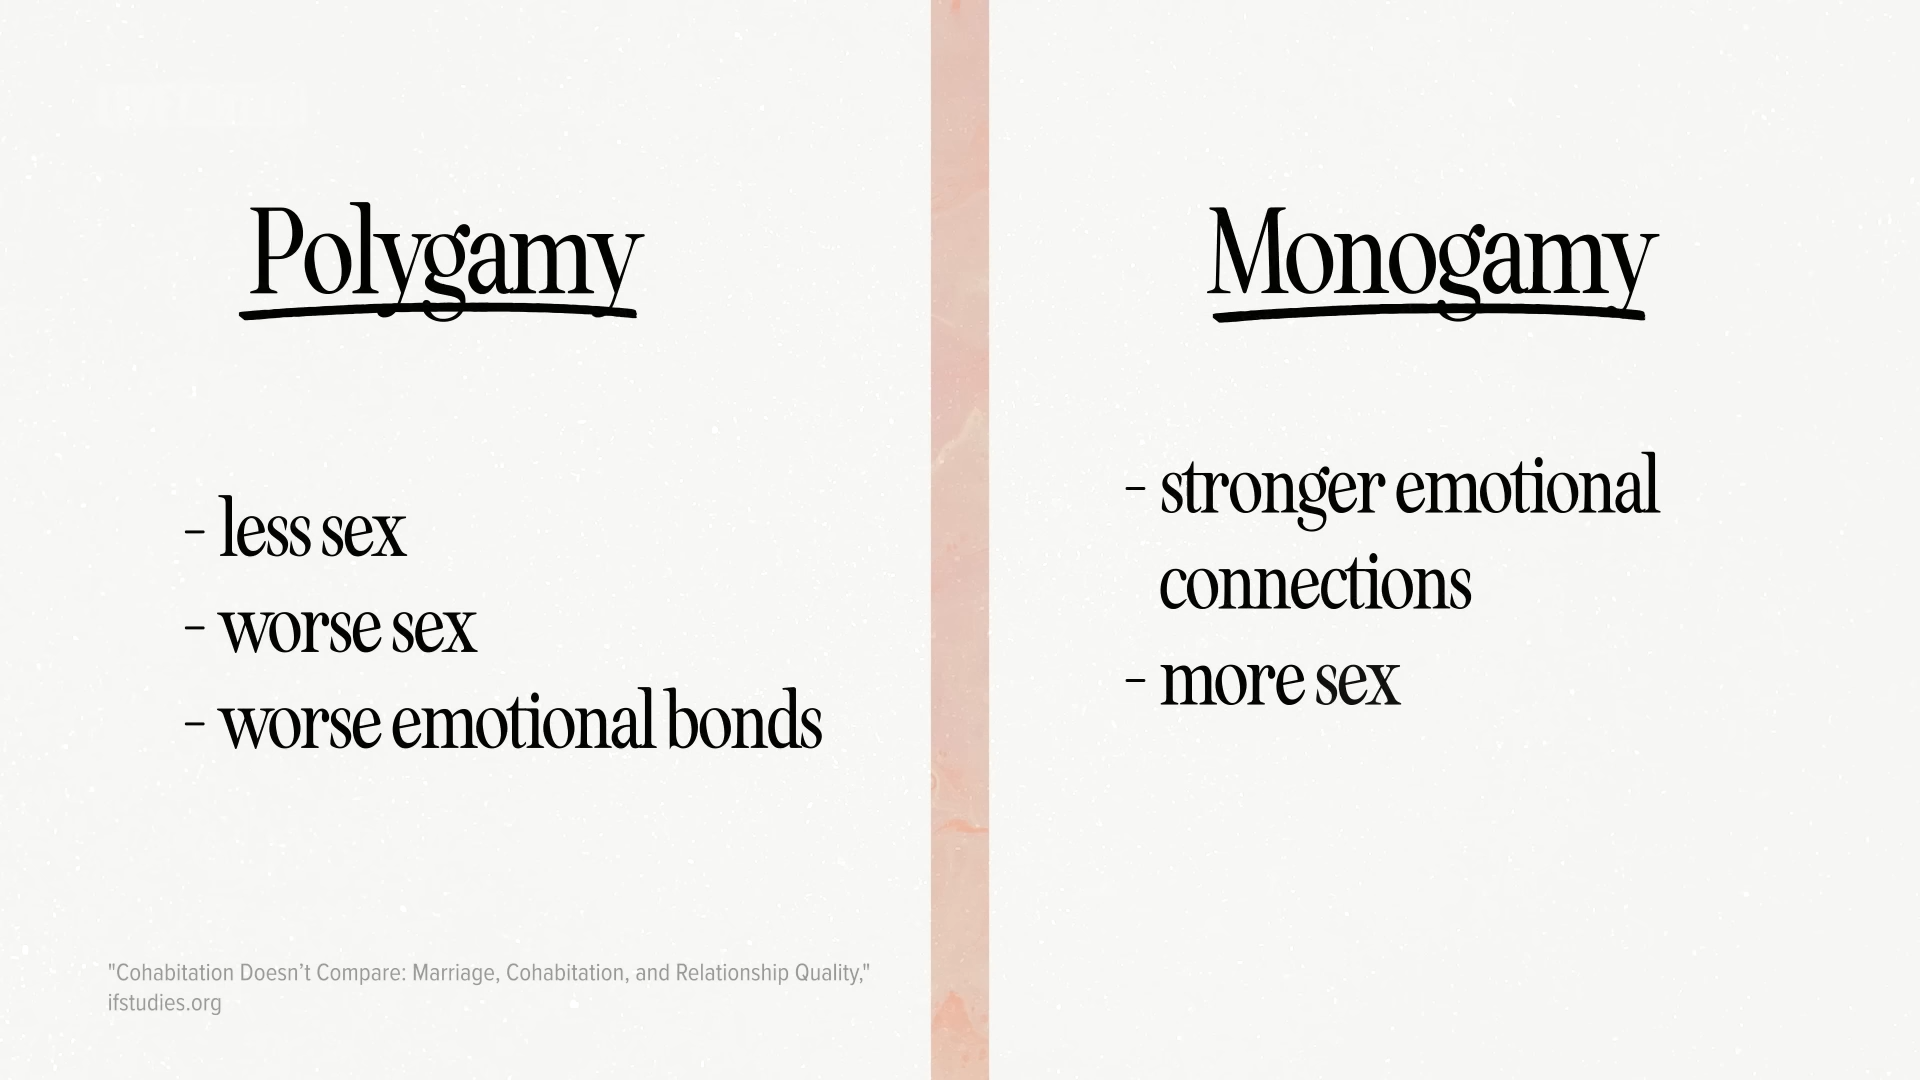 Polygamy
- less sex
- worse sex
- worse emotional bonds
"Cohabitation Doesn’t Compare: Marriage, Cohabitation, and Relationship Quality,"
ifstudies.org
Monogamy
- stronger emotional
connections
- more sex